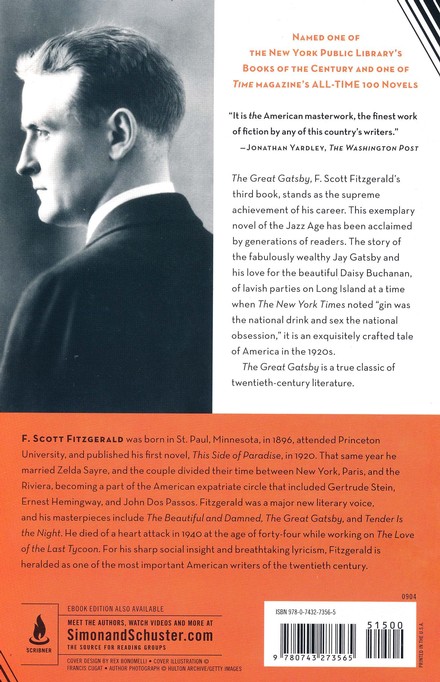 Named one of
the New York Public Library's
Books of the Century and one of
Time magazine's ALL-TIME 100 Novels
"It is the American masterwork, the finest work
of fiction by any of this country's writers."
—Jonathan Yardley, The Washington Post
The Great Gatsby, F. Scott Fitzgerald's
third book, stands as the supreme
achievement of his career. This exemplary
novel of the Jazz Age has been acclaimed
by generations of readers. The story of
the fabulously wealthy Jay Gatsby and
his love for the beautiful Daisy Buchanan,
of lavish parties on Long Island at a time
when The New York Times noted "gin was
the national drink and sex the national
obsession," it is an exquisitely crafted tale
of America in the 1920s.
The Great Gatsby is a true classic of
twentieth-century literature.
F. Scott Fitzgerald was born in St. Paul, Minnesota, in 1896, attended Princeton
University, and published his first novel, This Side of Paradise, in 1920. That same year he
married Zelda Sayre, and the couple divided their time between New York, Paris, and the
Riviera, becoming a part of the American expatriate circle that included Gertrude Stein,
Ernest Hemingway, and John Dos Passos. Fitzgerald was a major new literary voice,
and his masterpieces include The Beautiful and Damned, The Great Gatsby, and Tender Is
the Night. He died of a heart attack in 1940 at the age of forty-four while working on The Love
of the Last Tycoon. For his sharp social insight and breathtaking lyricism, Fitzgerald is
heralded as one of the most important American writers of the twentieth century.
0904
EBOOK EDITION ALSO AVAILABLE
MEET THE AUTHORS, WATCH VIDEOS AND MORE AT
SimonandSchuster.com
THE SOURCE FOR READING GROUPS
SCRIBNER
COVER DESIGN BY REX BONOMELLI • COVER ILLUSTRATION ©
FRANCIS CUGAT • AUTHOR PHOTOGRAPH © HULTON ARCHIVE/GETTY IMAGES
ISBN 978-0-7432-7356-5
51500
9 780743 273565
PRINTED IN THE U.S.A.